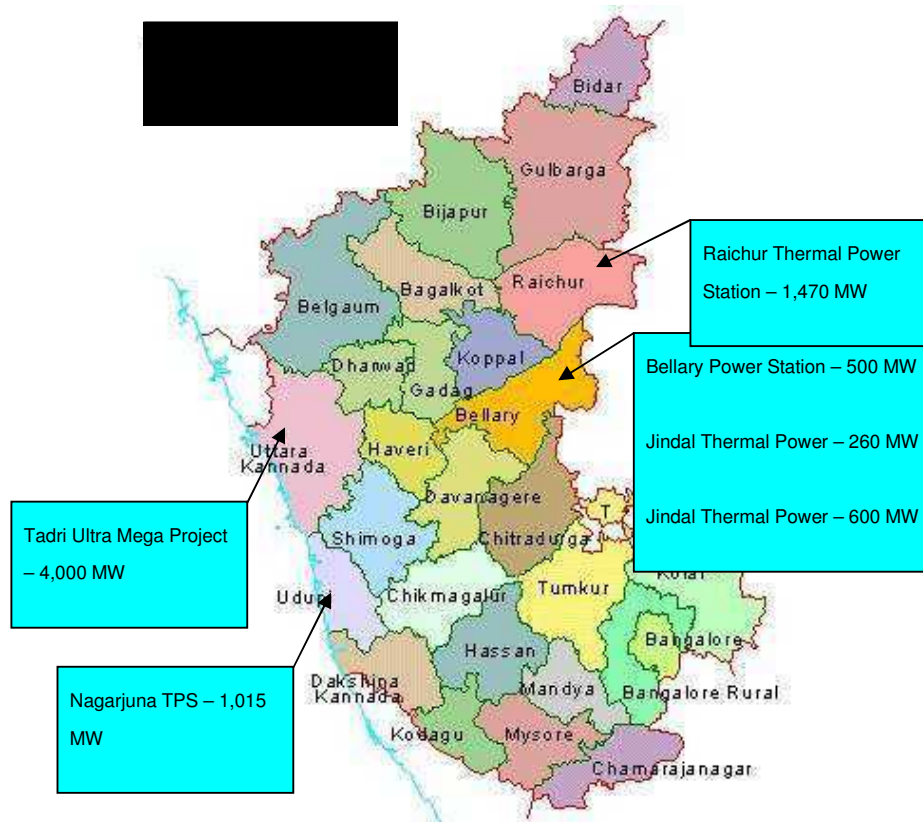 Bidar
Gulbarga
Bijapur
Raichur Thermal Power
Station – 1,470 MW
Raichur
Bagalkot
Belgaum
Koppal
Dharwad
Gadag
Bellary Power Station – 500 MW
Jindal Thermal Power – 260 MW
Jindal Thermal Power – 600 MW
Bellary
Haveri
Uttara
Kannada
Davanagere
T
Tadri Ultra Mega Project
– 4,000 MW
Shimoga
Chitradurga
Kolar
Udupi
Chikmagalur
Tumkur
Bangalore
Hassan
Dakshina
Kannada
Mandya
Bangalore Rural
Nagarjuna TPS – 1,015
MW
Kodagu
Mysore
Chamarajanagar